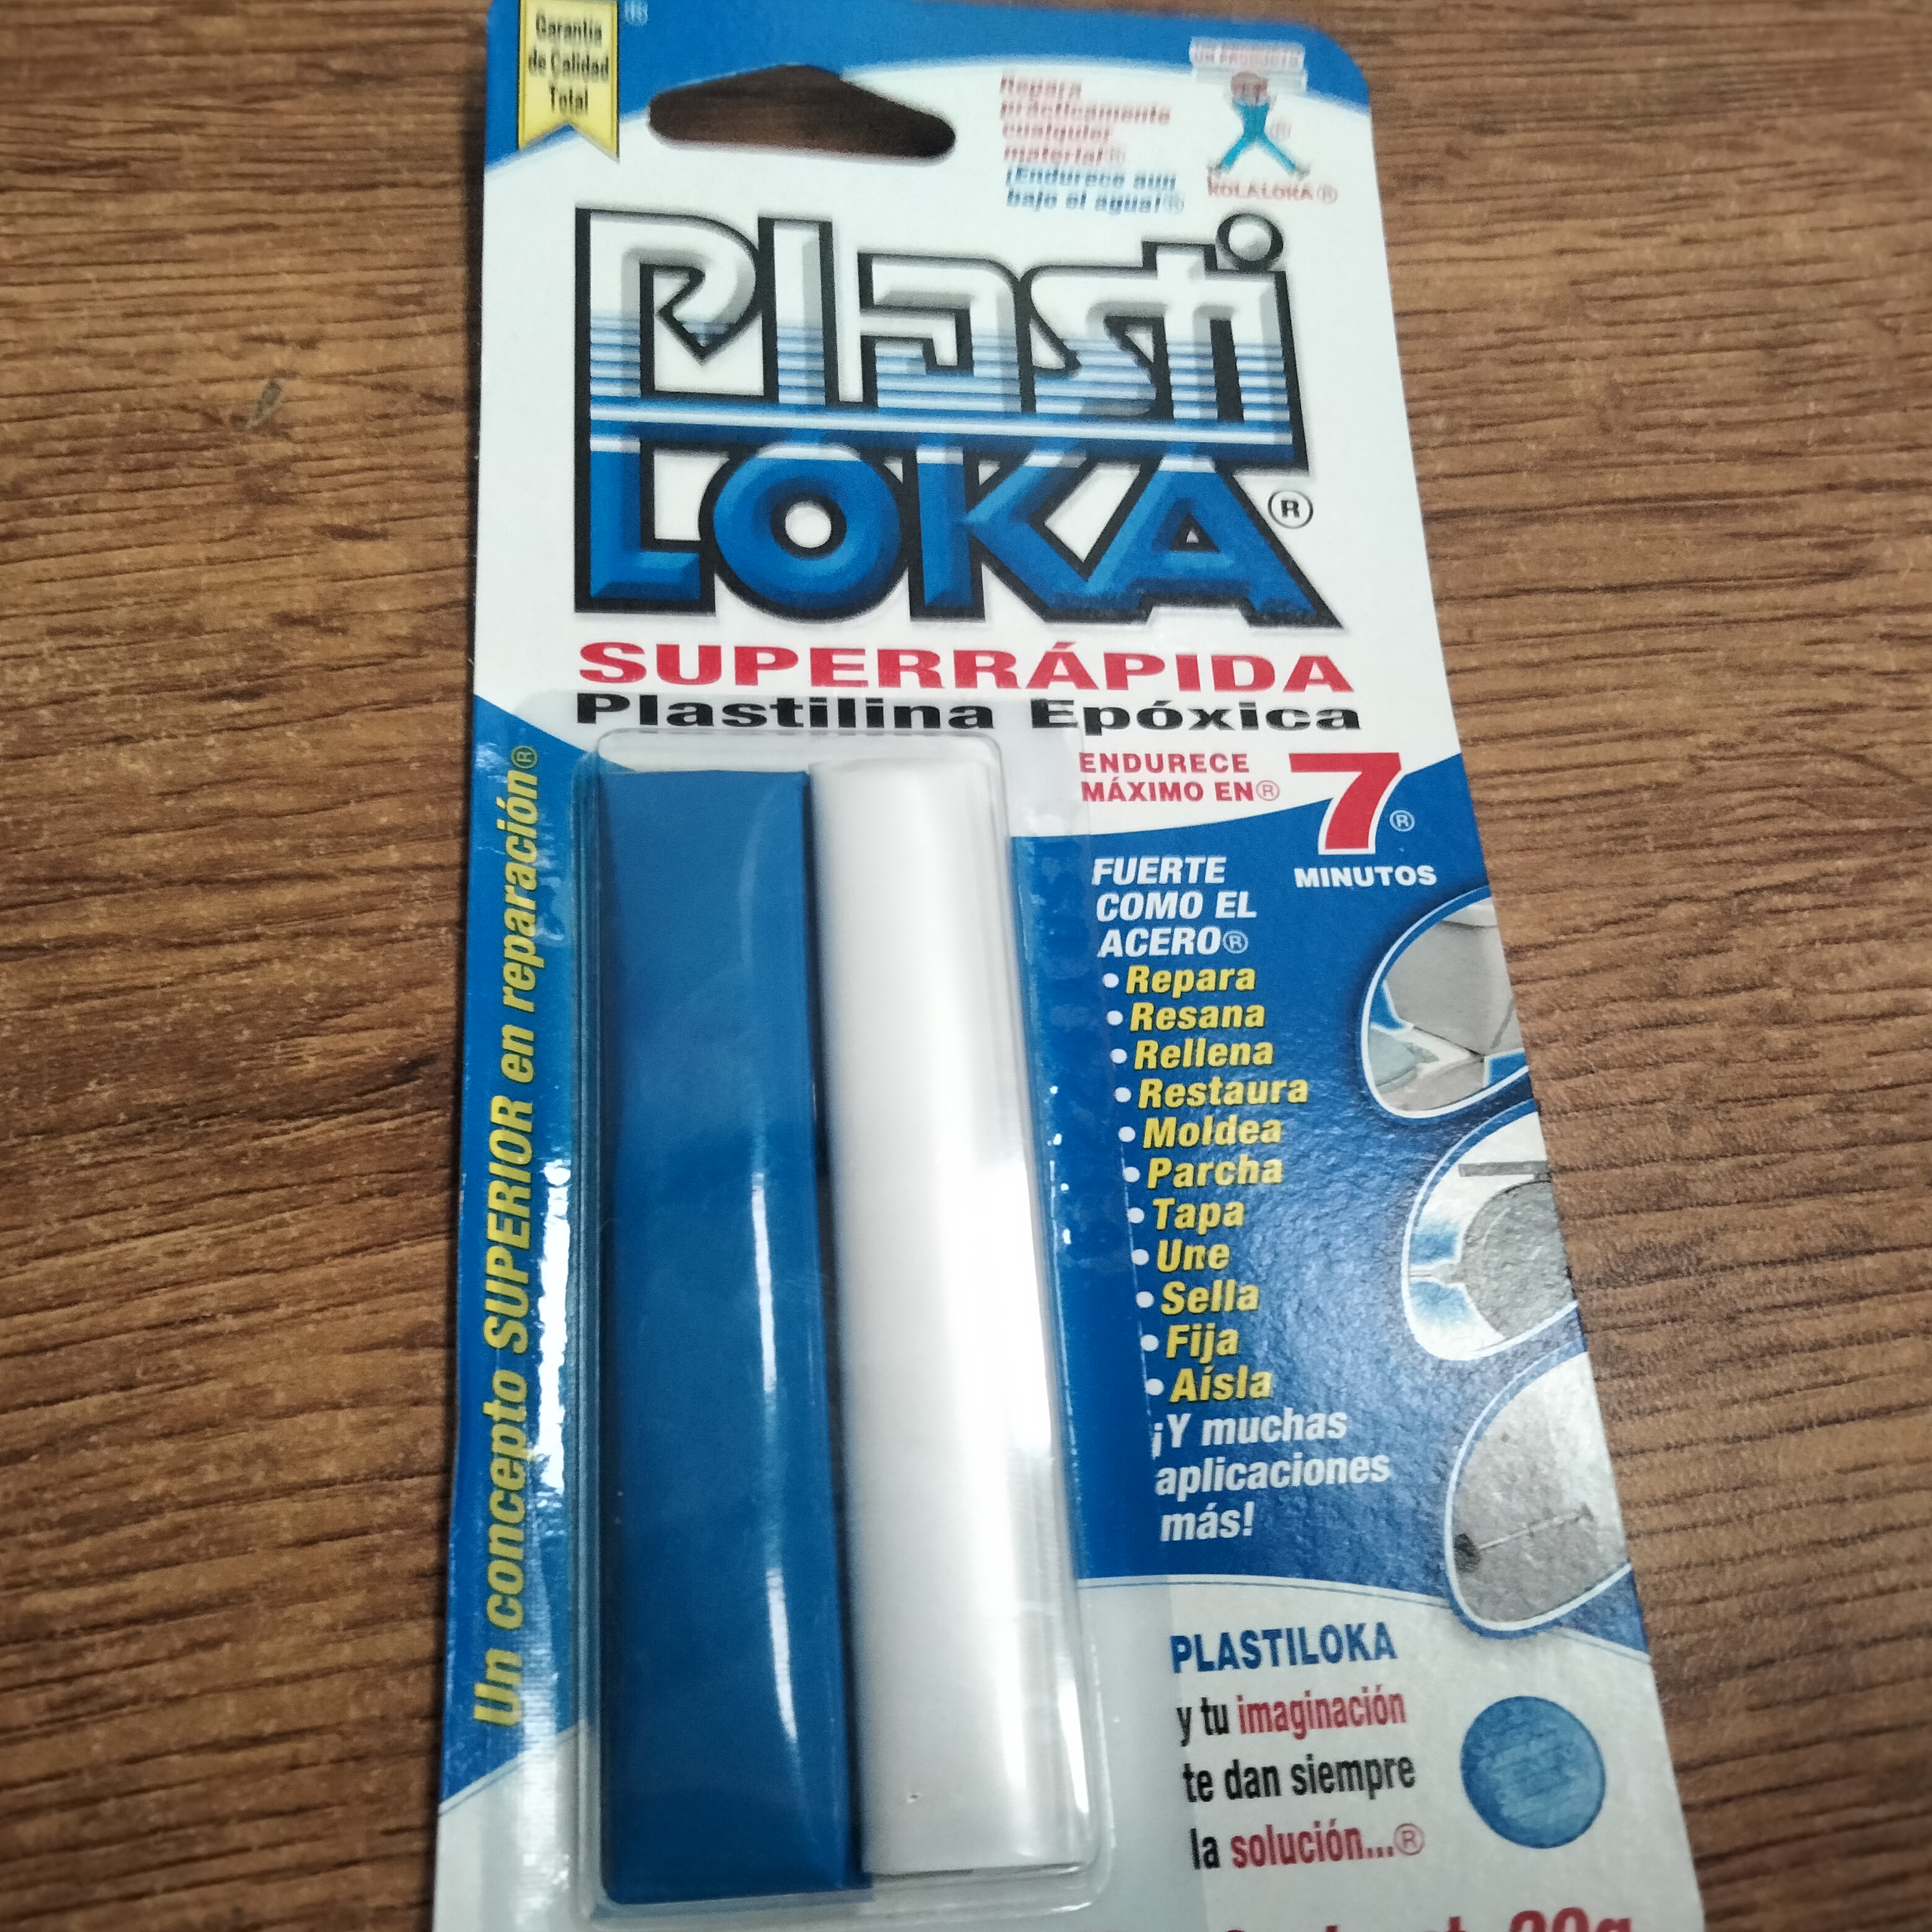 Garantía
de Calidad
Total
®
UN PRODUCTO
Repara
prácticamente
cualquier
material®
¡Endurece aún
bajo el agua!®
KOLALOKA®
Plasti
LOKA®
SUPERRÁPIDA
Plastilina Epóxica
ENDURECE
MÁXIMO EN®
7®
MINUTOS
Un concepto SUPERIOR en reparación®
FUERTE
COMO EL
ACERO®
•Repara
•Resana
•Rellena
•Restaura
•Moldea
•Parcha
•Tapa
•Une
•Sella
•Fija
•Aísla
¡Y muchas
aplicaciones
más!
PLASTILOKA
y tu imaginación
te dan siempre
la solución...®